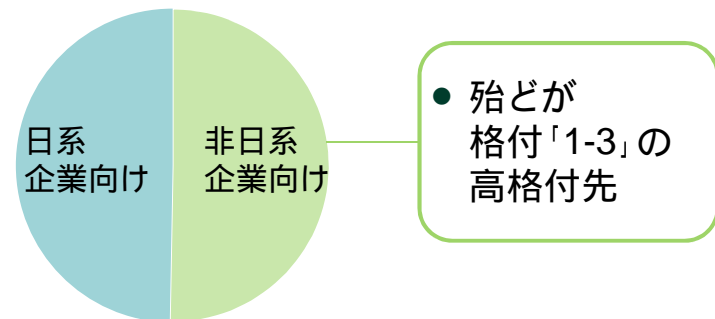 日系
企業向け
非日系
企業向け
● 殆どが
格付｢1-3｣の
高格付先